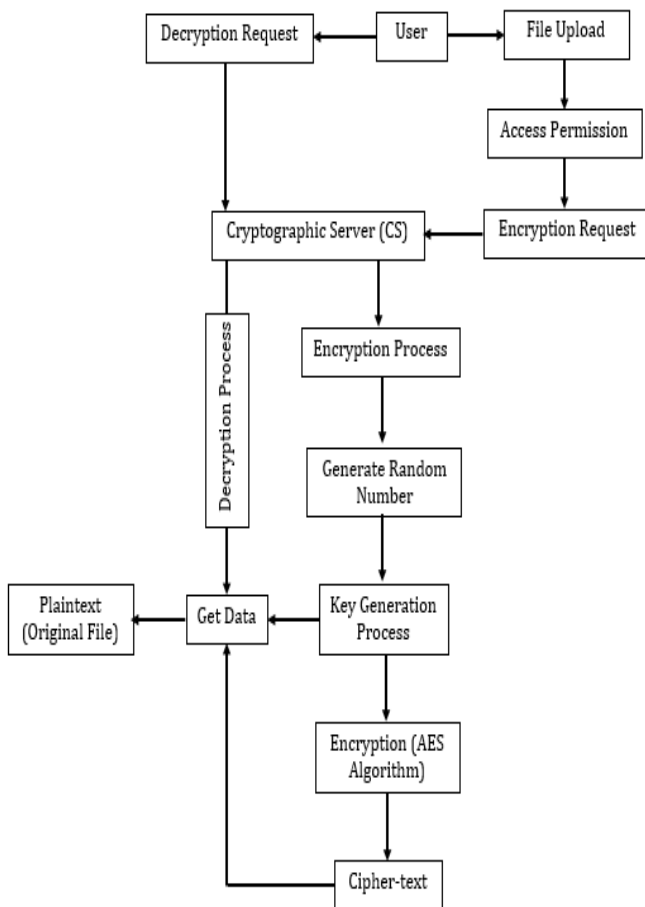 Decryption Request
User
File Upload
Access Permission
Cryptographic Server (CS)
Encryption Request
Decryption Process
Encryption Process
Generate Random
Number
Plaintext
(Original File)
Get Data
Key Generation
Process
Encryption (AES
Algorithm)
Cipher-text